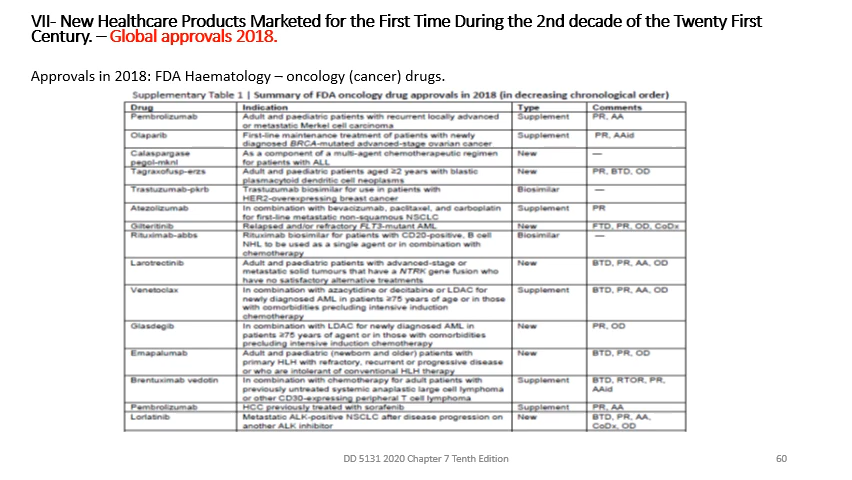 VII- New Healthcare Products Marketed for the First Time During the 2nd decade of the Twenty First
Century. – Global approvals 2018.
Approvals in 2018: FDA Haematology – oncology (cancer) drugs.
Supplementary Table 1 | Summary of FDA oncology drug approvals in 2018 (in decreasing chronological order)
Drug Indication Type Comments
Pembrolizumab Adult and paediatric patients with recurrent locally advanced Supplement PR, AA
or metastatic Merkel cell carcinoma
Olaparib First-line maintenance treatment of patients with newly Supplement PR, AAid
diagnosed BRCA-mutated advanced-stage ovarian cancer
Calaspargase As a component of a multi-agent chemotherapeutic regimen New —
pegol-mknl for patients with ALL
Tagraxofusp-erzs Adult and paediatric patients aged ≥2 years with blastic New PR, BTD, OD
plasmacytoid dendritic cell neoplasms
Trastuzumab-pkrb Trastuzumab biosimilar for use in patients with Biosimilar —
HER2-overexpressing breast cancer
Atezolizumab In combination with bevacizumab, paclitaxel, and carboplatin Supplement PR
for first-line metastatic non-squamous NSCLC
Gilteritinib Relapsed and/or refractory FLT3-mutant AML New FTD, PR, OD, CoDx
Rituximab-abbs Rituximab biosimilar for patients with CD20-positive, B cell Biosimilar —
NHL to be used as a single agent or in combination with
chemotherapy
Larotrectinib Adult and paediatric patients with advanced-stage or New BTD, PR, AA, OD
metastatic solid tumours that have a NTRK gene fusion who
have no satisfactory alternative treatments
Venetoclax In combination with azacytidine or decitabine or LDAC for Supplement BTD, PR, AA, OD
newly diagnosed AML in patients ≥75 years of age or in those
with comorbidities precluding intensive induction
chemotherapy
Glasdegib In combination with LDAC for newly diagnosed AML in New PR, OD
patients ≥75 years of agent or in those with comorbidities
precluding intensive induction chemotherapy
Emapalumab Adult and paediatric (newborn and older) patients with New BTD, PR, OD
primary HLH with refractory, recurrent or progressive disease
or who are intolerant of conventional HLH therapy
Brentuximab vedotin In combination with chemotherapy for adult patients with Supplement BTD, RTOR, PR,
previously untreated systemic anaplastic large cell lymphoma AAid
or other CD30-expressing peripheral T cell lymphoma
Pembrolizumab HCC previously treated with sorafenib Supplement PR, AA
Lorlatinib Metastatic ALK-positive NSCLC after disease progression on New BTD, PR, AA,
another ALK inhibitor CoDx, OD
DD 5131 2020 Chapter 7 Tenth Edition
60